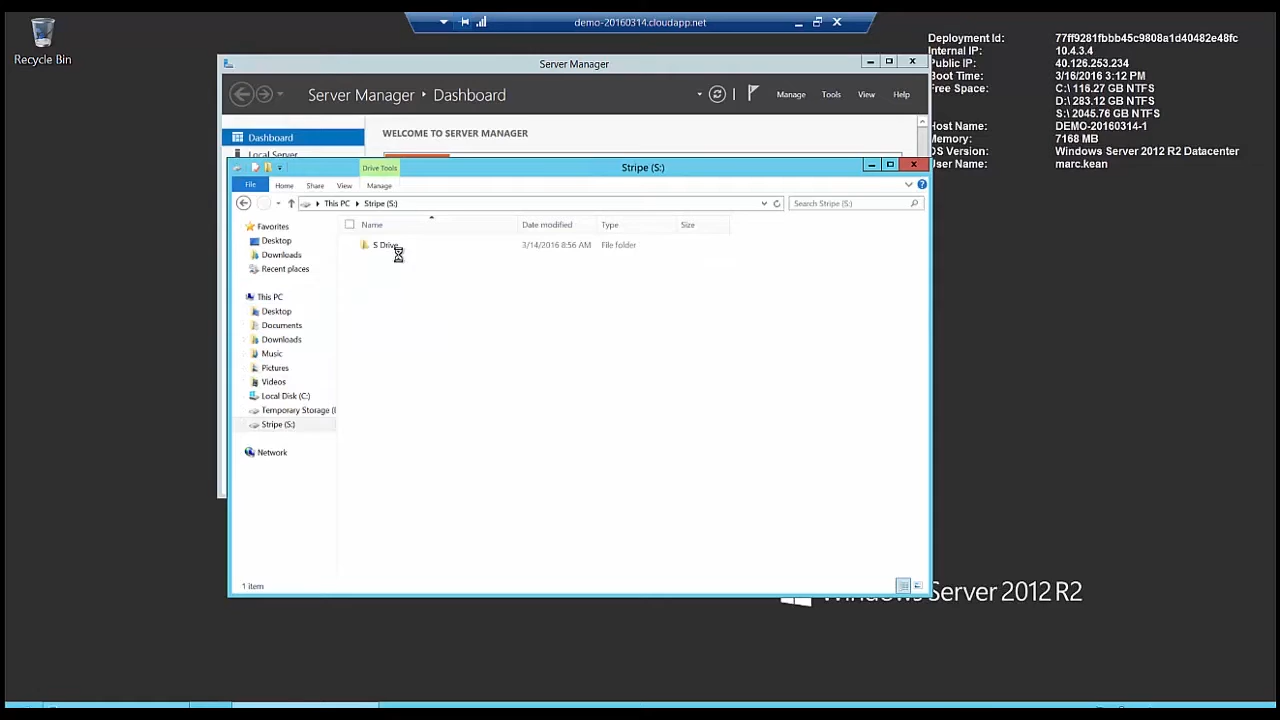 demo-20160314.cloudapp.net
Recycle Bin
Deployment Id: 77ff9281fbbb45c9808a1d40482e48fc
Internal IP: 10.4.3.4
Public IP: 40.126.253.234
Boot Time: 3/16/2016 3:12 PM
Free Space: C:\ 116.27 GB NTFS
D:\ 283.12 GB NTFS
S:\ 2045.76 GB NTFS
Host Name: DEMO-20160314-1
Memory: 7168 MB
OS Version: Windows Server 2012 R2 Datacenter
User Name: marc.kean
Server Manager
Server Manager Dashboard
Manage Tools View Help
Dashboard
WELCOME TO SERVER MANAGER
Local Server
Drive Tools
Stripe (S:)
File Home Share View Manage
This PC Stripe (S:)
Search Stripe (S:)
Name Date modified Type Size
S Drive 3/14/2016 8:56 AM File folder
Favorites
Desktop
Downloads
Recent places
This PC
Desktop
Documents
Downloads
Music
Pictures
Videos
Local Disk (C:)
Temporary Storage (
Stripe (S:)
Network
1 item
Server 2012 R2